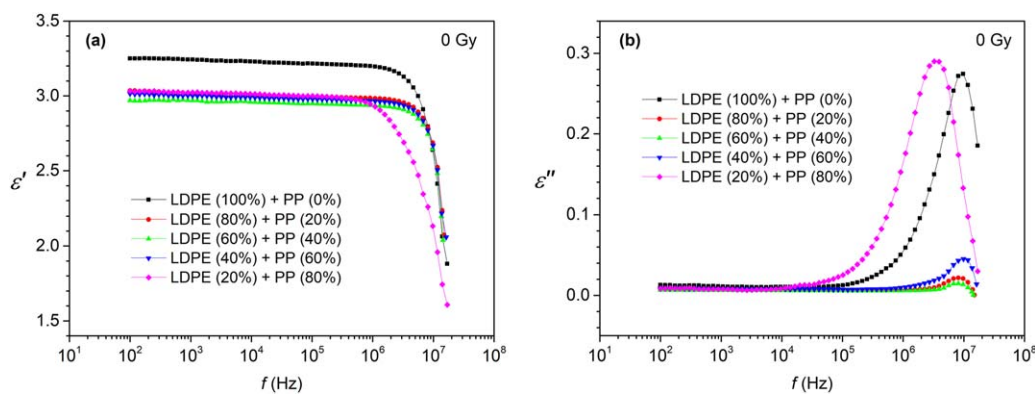 (a)
0 Gy
3.5
3.0
2.5
2.0
1.5
ε′
LDPE (100%) + PP (0%)
LDPE (80%) + PP (20%)
LDPE (60%) + PP (40%)
LDPE (40%) + PP (60%)
LDPE (20%) + PP (80%)
10¹ 10² 10³ 10⁴ 10⁵ 10⁶ 10⁷ 10⁸
f (Hz)
(b)
0 Gy
0.3
0.2
0.1
0.0
ε″
LDPE (100%) + PP (0%)
LDPE (80%) + PP (20%)
LDPE (60%) + PP (40%)
LDPE (40%) + PP (60%)
LDPE (20%) + PP (80%)
10¹ 10² 10³ 10⁴ 10⁵ 10⁶ 10⁷ 10⁸
f (Hz)